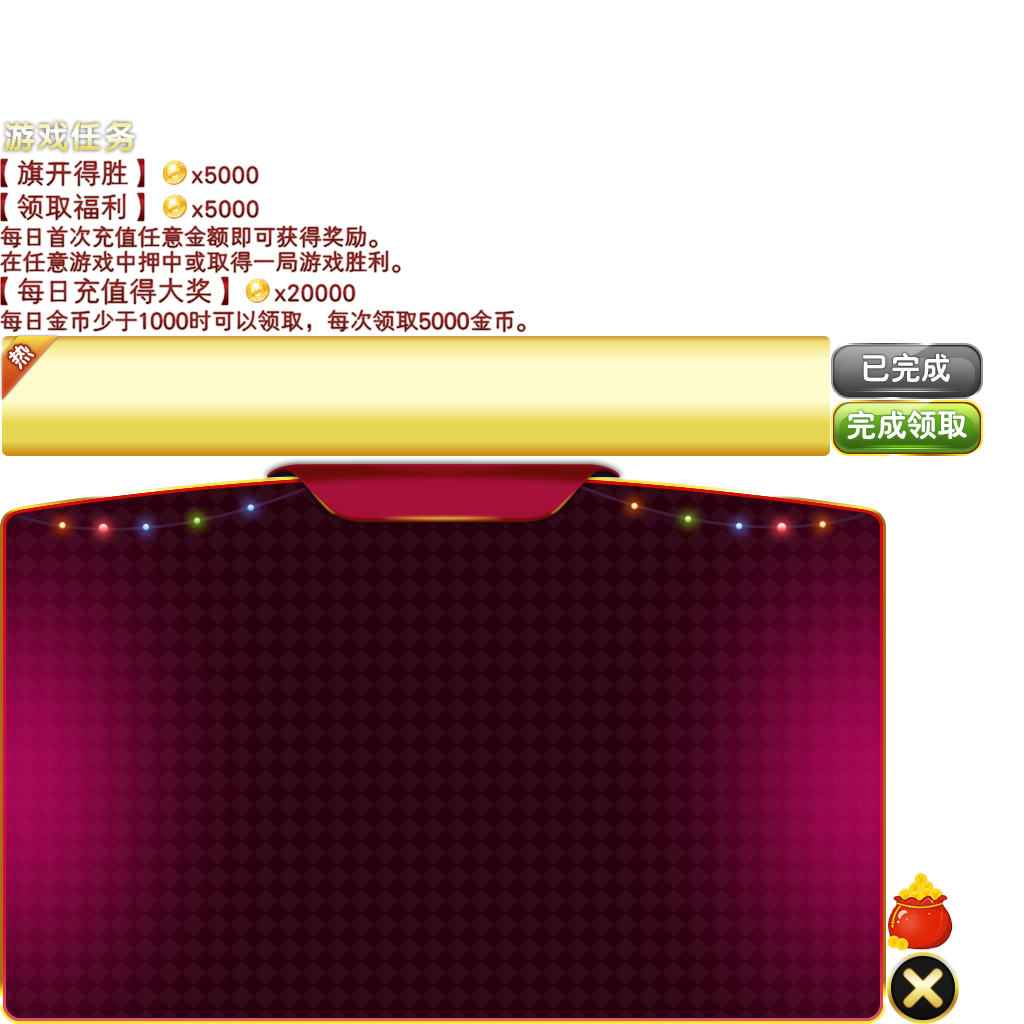 游戏任务
【旗开得胜】x5000
【领取福利】x5000
每日首次充值任意金额即可获得奖励。
在任意游戏中押中或取得一局游戏胜利。
【每日充值得大奖】x20000
每日金币少于1000时可以领取，每次领取5000金币。
热
已完成
完成领取